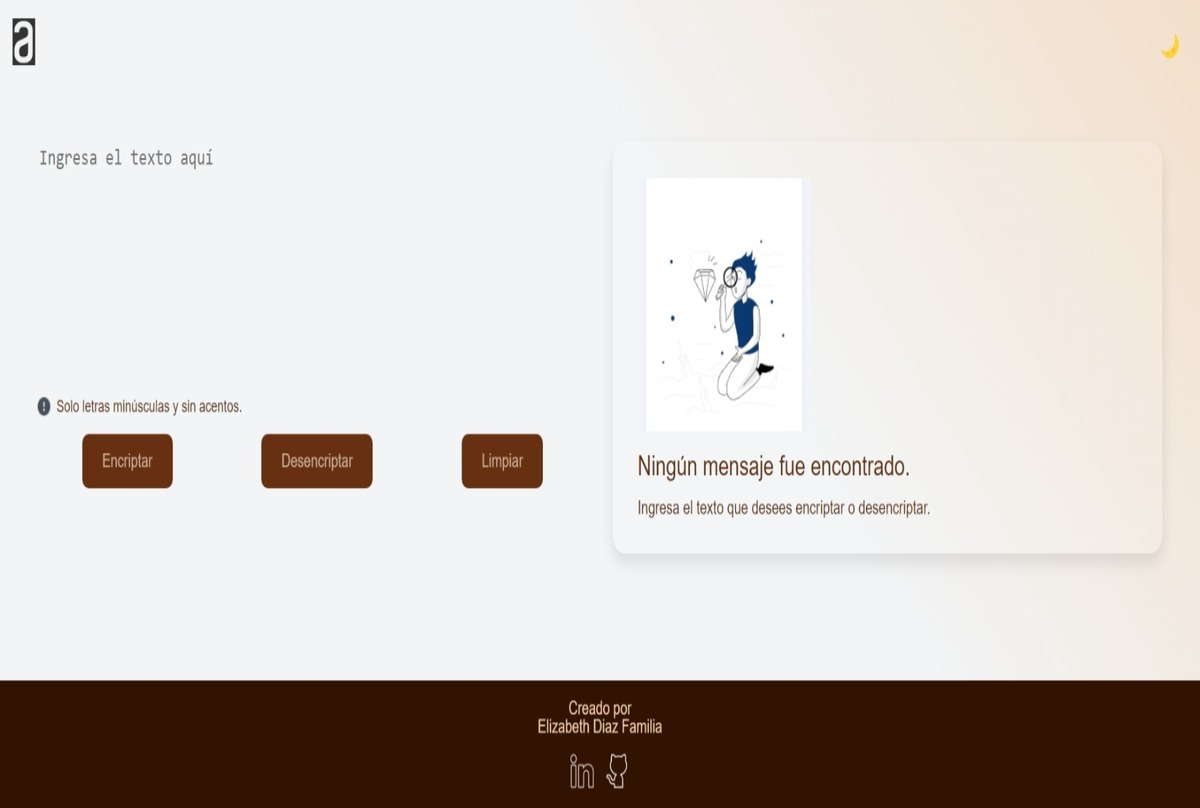 a
Ingresa el texto aquí
Solo letras minúsculas y sin acentos.
Encriptar
Desencriptar
Limpiar
Ningún mensaje fue encontrado.
Ingresa el texto que desees encriptar o desencriptar.
Creado por
Elizabeth Diaz Familia
in